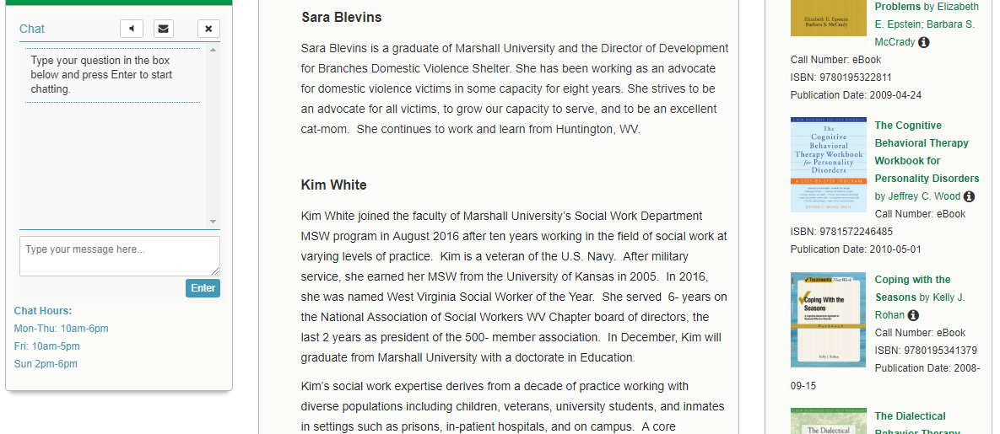 Chat
Type your question in the box
below and press Enter to start
chatting.
Type your message here...
Enter
Chat Hours:
Mon-Thu: 10am-6pm
Fri: 10am-5pm
Sun 2pm-6pm
Sara Blevins
Sara Blevins is a graduate of Marshall University and the Director of Development
for Branches Domestic Violence Shelter. She has been working as an advocate
for domestic violence victims in some capacity for eight years. She strives to be
an advocate for all victims, to grow our capacity to serve, and to be an excellent
cat-mom.  She continues to work and learn from Huntington, WV.
Kim White
Kim White joined the faculty of Marshall University’s Social Work Department
MSW program in August 2016 after ten years working in the field of social work at
varying levels of practice.  Kim is a veteran of the U.S. Navy.  After military
service, she earned her MSW from the University of Kansas in 2005.  In 2016,
she was named West Virginia Social Worker of the Year.  She served  6- years on
the National Association of Social Workers WV Chapter board of directors, the
last 2 years as president of the 500- member association.  In December, Kim will
graduate from Marshall University with a doctorate in Education.
Kim’s social work expertise derives from a decade of practice working with
diverse populations including children, veterans, university students, and inmates
in settings such as prisons, in-patient hospitals, and on campus.  A core
Elizabeth E. Epstein
Barbara S. McCrady
Problems by Elizabeth
E. Epstein; Barbara S.
McCrady
Call Number: eBook
ISBN: 9780195322811
Publication Date: 2009-04-24
The
Cognitive
Behavioral
Therapy Workbook
for Personality
Disorders
A STEP-BY-STEP PROGRAM
JEFFREY C. WOOD
The Cognitive
Behavioral Therapy
Workbook for
Personality Disorders
by Jeffrey C. Wood
Call Number: eBook
ISBN: 9781572246485
Publication Date: 2010-05-01
Treatments That Work
Coping With the
Seasons
Workbook
Kelly J. Rohan
Coping with the
Seasons by Kelly J.
Rohan
Call Number: eBook
ISBN: 9780195341379
Publication Date: 2008-
09-15
The Dialectical
The Dialectical
Behavior Therapy